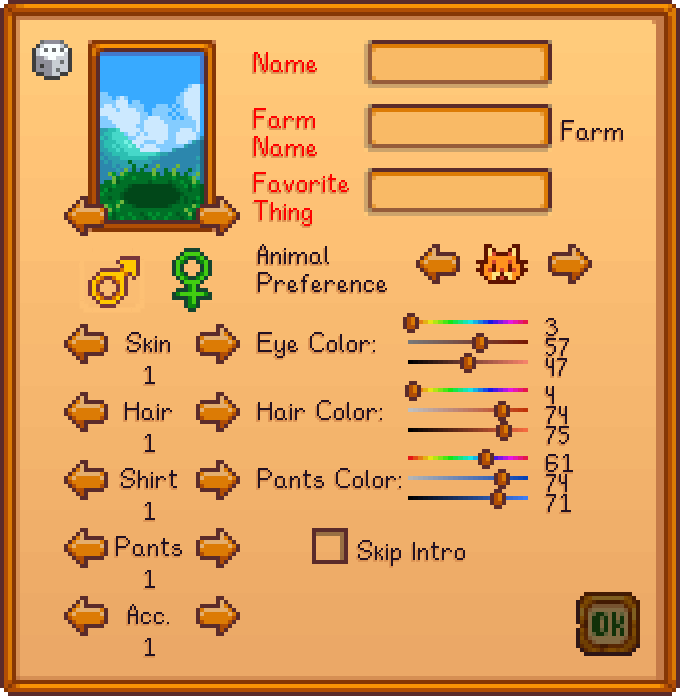 Name
Farm
Name
Farm
Favorite
Thing
Animal
Preference
Skin
1
Eye Color:
3
57
47
Hair
1
Hair Color:
4
74
75
Shirt
1
Pants Color:
61
74
71
Pants
1
Skip Intro
Acc.
1
OK